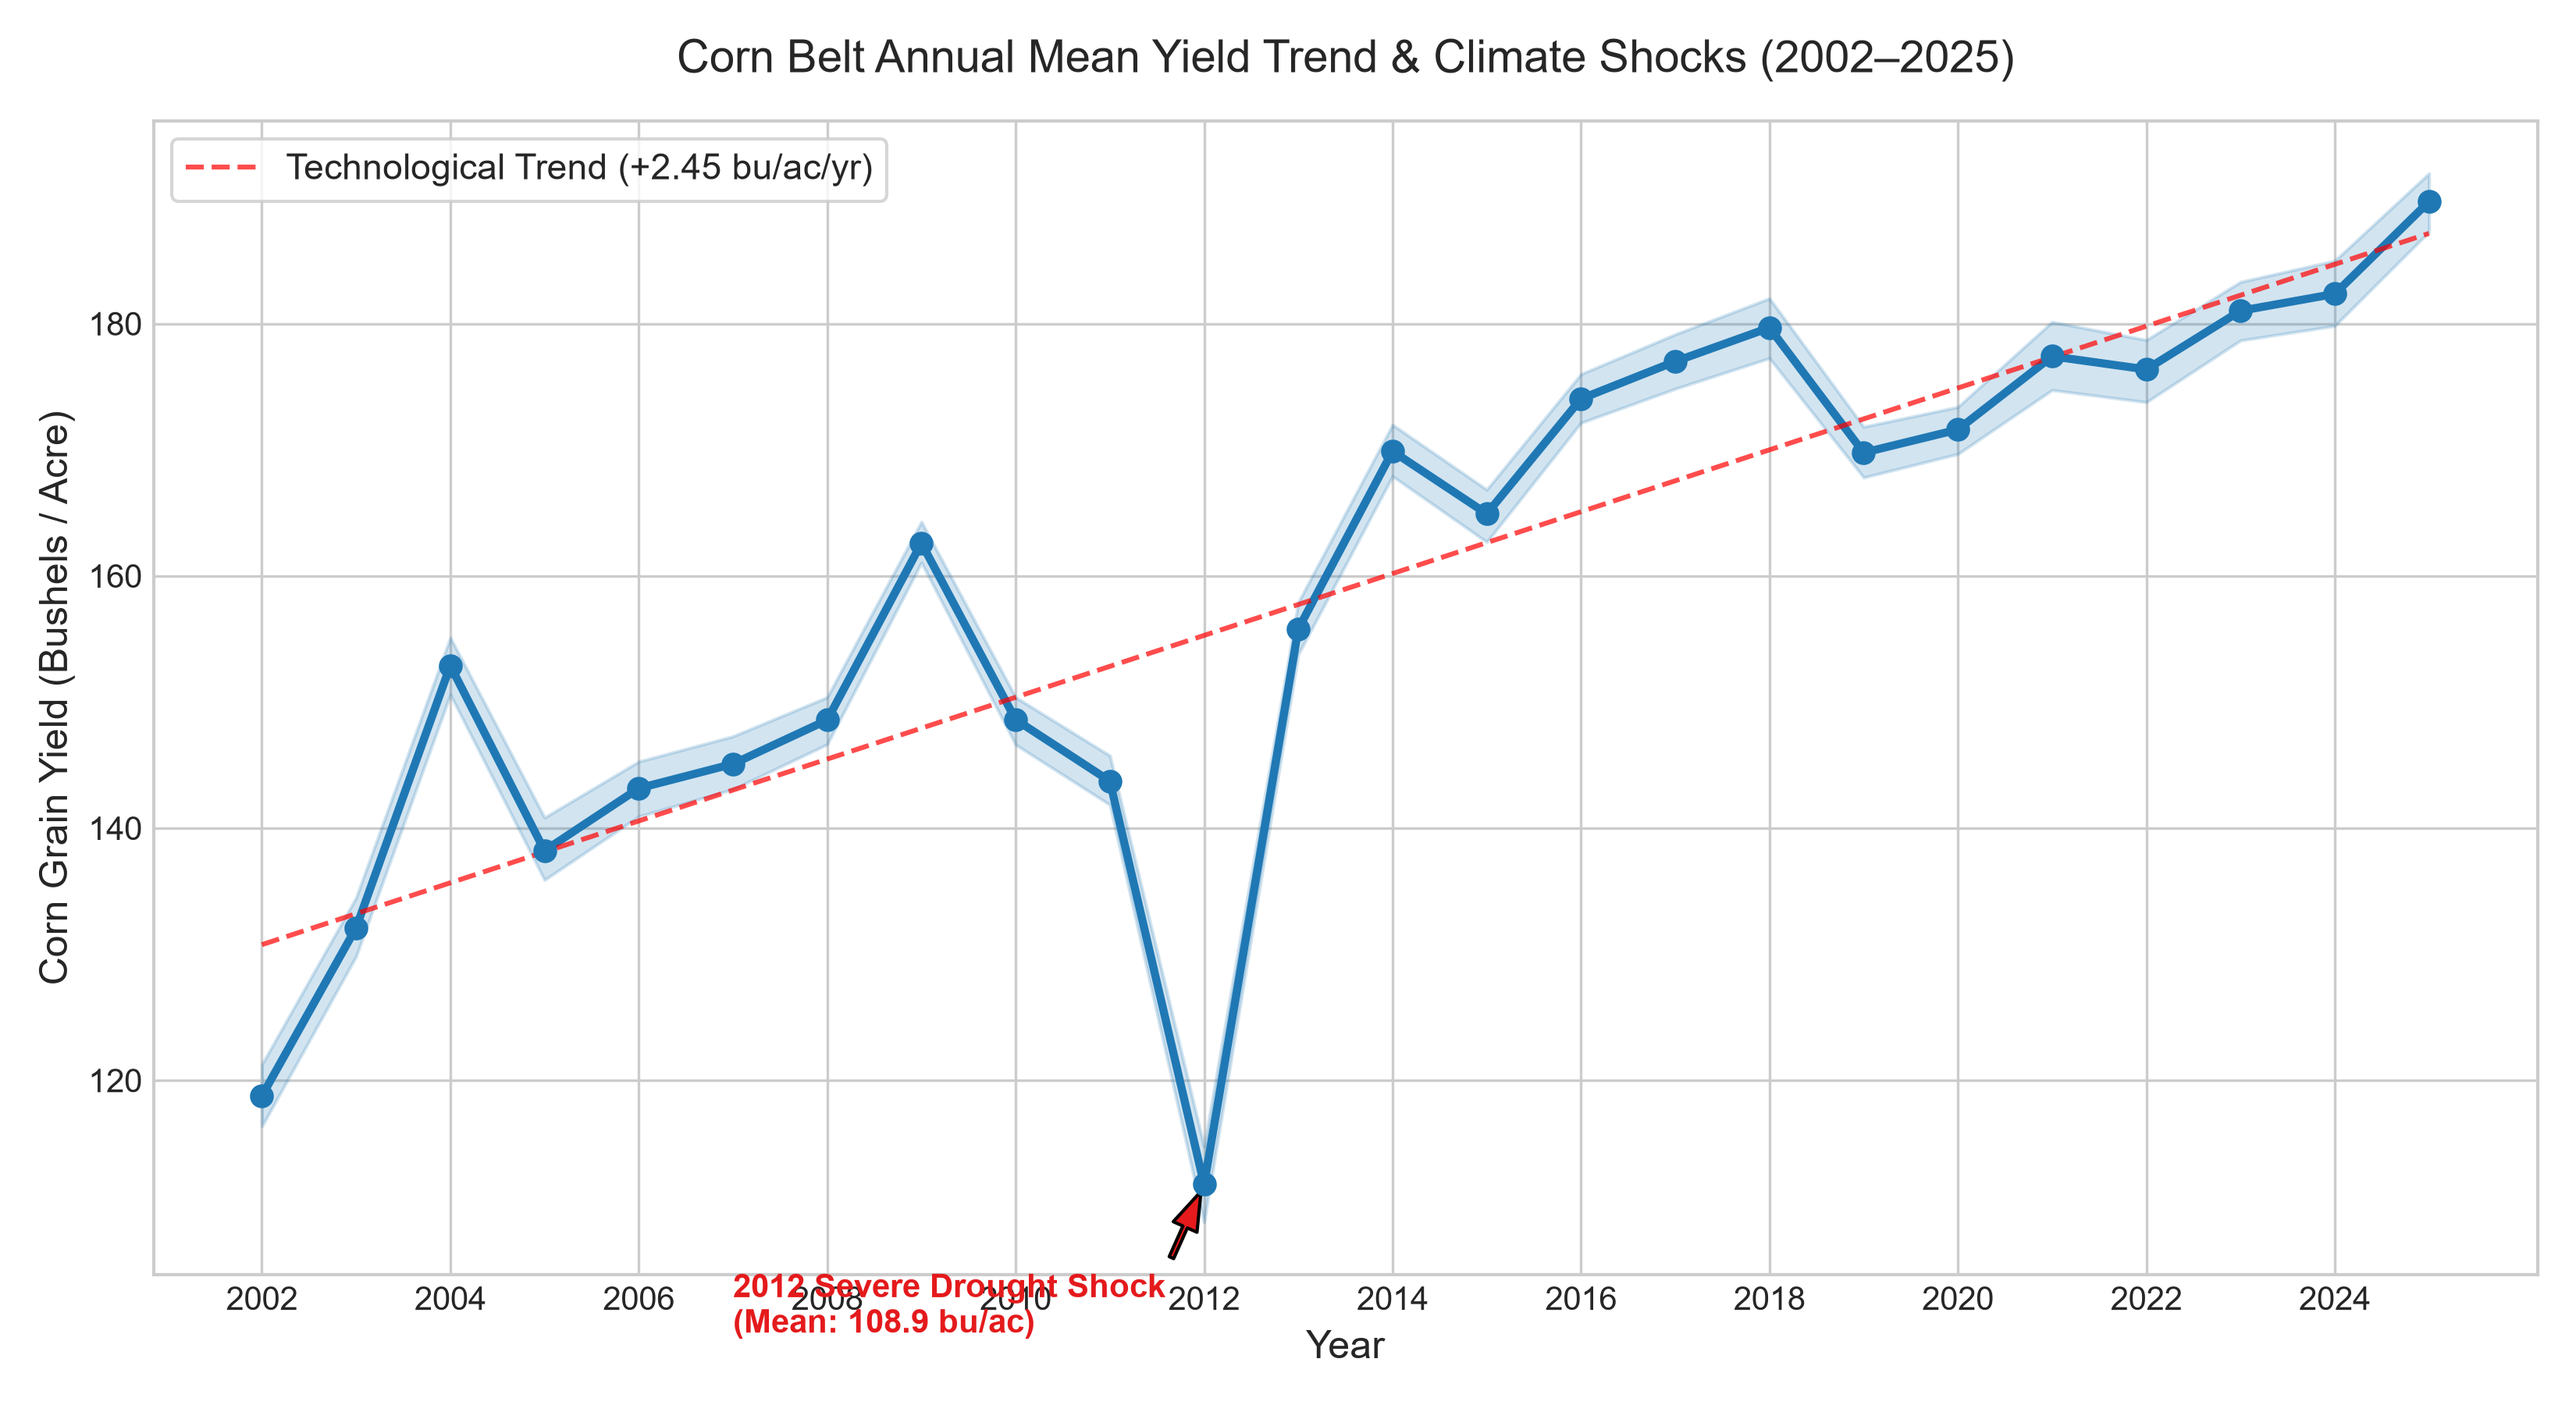 Corn Belt Annual Mean Yield Trend & Climate Shocks (2002–2025)
Technological Trend (+2.45 bu/ac/yr)
Corn Grain Yield (Bushels / Acre)
180
160
140
120
2012 Severe Drought Shock
(Mean: 108.9 bu/ac)
2002 2004 2006 2008 2010 2012 2014 2016 2018 2020 2022 2024
Year